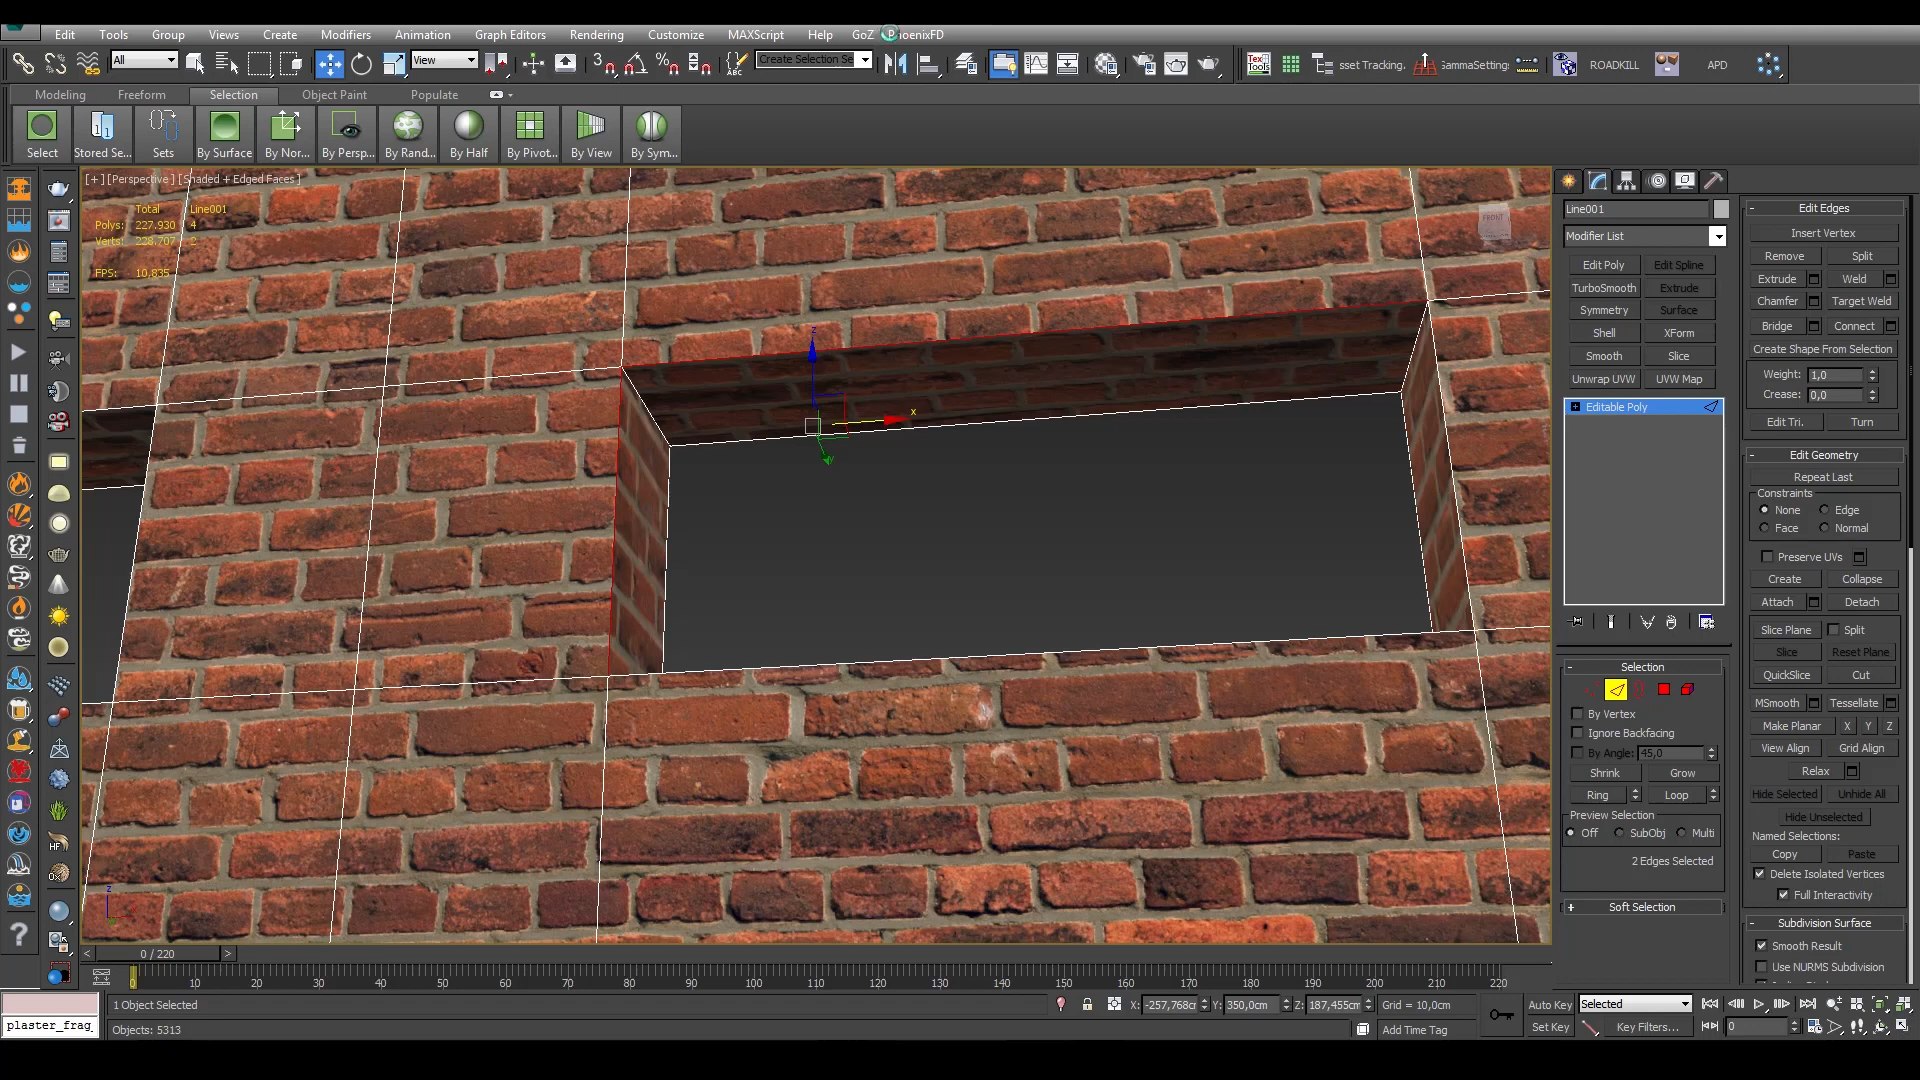 Edit Tools Group Views Create Modifiers Animation Graph Editors Rendering Customize MAXScript Help GoZ PhoenixFD
All View Create Selection Se sset Tracking. GammaSetting: ROADKILL APD
Modeling Freeform Selection Object Paint Populate
Select Stored Se... Sets By Surface By Nor... By Persp... By Rand... By Half By Pivot... By View By Sym...
[+][Perspective][Shaded + Edged Faces]
Total Line001
Polys: 227.930 4
Verts: 228.707 2
FPS: 10,835
FRONT
z
x
y
Line001
Modifier List
Edit Poly Edit Spline
TurboSmooth Extrude
Symmetry Surface
Shell XForm
Smooth Slice
Unwrap UVW UVW Map
Editable Poly
Selection
By Vertex
Ignore Backfacing
By Angle: 45,0
Shrink Grow
Ring Loop
Preview Selection
Off SubObj Multi
2 Edges Selected
Soft Selection
Edit Edges
Insert Vertex
Remove Split
Extrude Weld
Chamfer Target Weld
Bridge Connect
Create Shape From Selection
Weight: 1,0
Crease: 0,0
Edit Tri. Turn
Edit Geometry
Repeat Last
Constraints
None Edge
Face Normal
Preserve UVs
Create Collapse
Attach Detach
Slice Plane Split
Slice Reset Plane
QuickSlice Cut
MSmooth Tessellate
Make Planar X Y Z
View Align Grid Align
Relax
Hide Selected Unhide All
Hide Unselected
Named Selections:
Copy Paste
Delete Isolated Vertices
Full Interactivity
Subdivision Surface
Smooth Result
Use NURMS Subdivision
HF
z
< 0 / 220 >
0 10 20 30 40 50 60 70 80 90 100 110 120 130 140 150 160 170 180 190 200 210 220
1 Object Selected X: -257,768cm Y: 350,0cm Z: 187,455cm Grid = 10,0cm Auto Key Selected
plaster_frag_ Objects: 5313 Add Time Tag Set Key Key Filters... 0